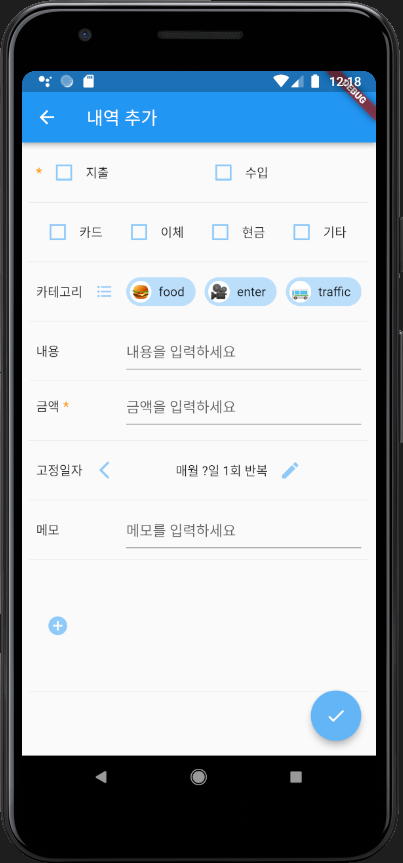 12:18
DEBUG
내역 추가
* 지출 수입
카드 이체 현금 기타
카테고리 food enter traffic
내용 내용을 입력하세요
금액 * 금액을 입력하세요
고정일자 매월 ?일 1회 반복
메모 메모를 입력하세요